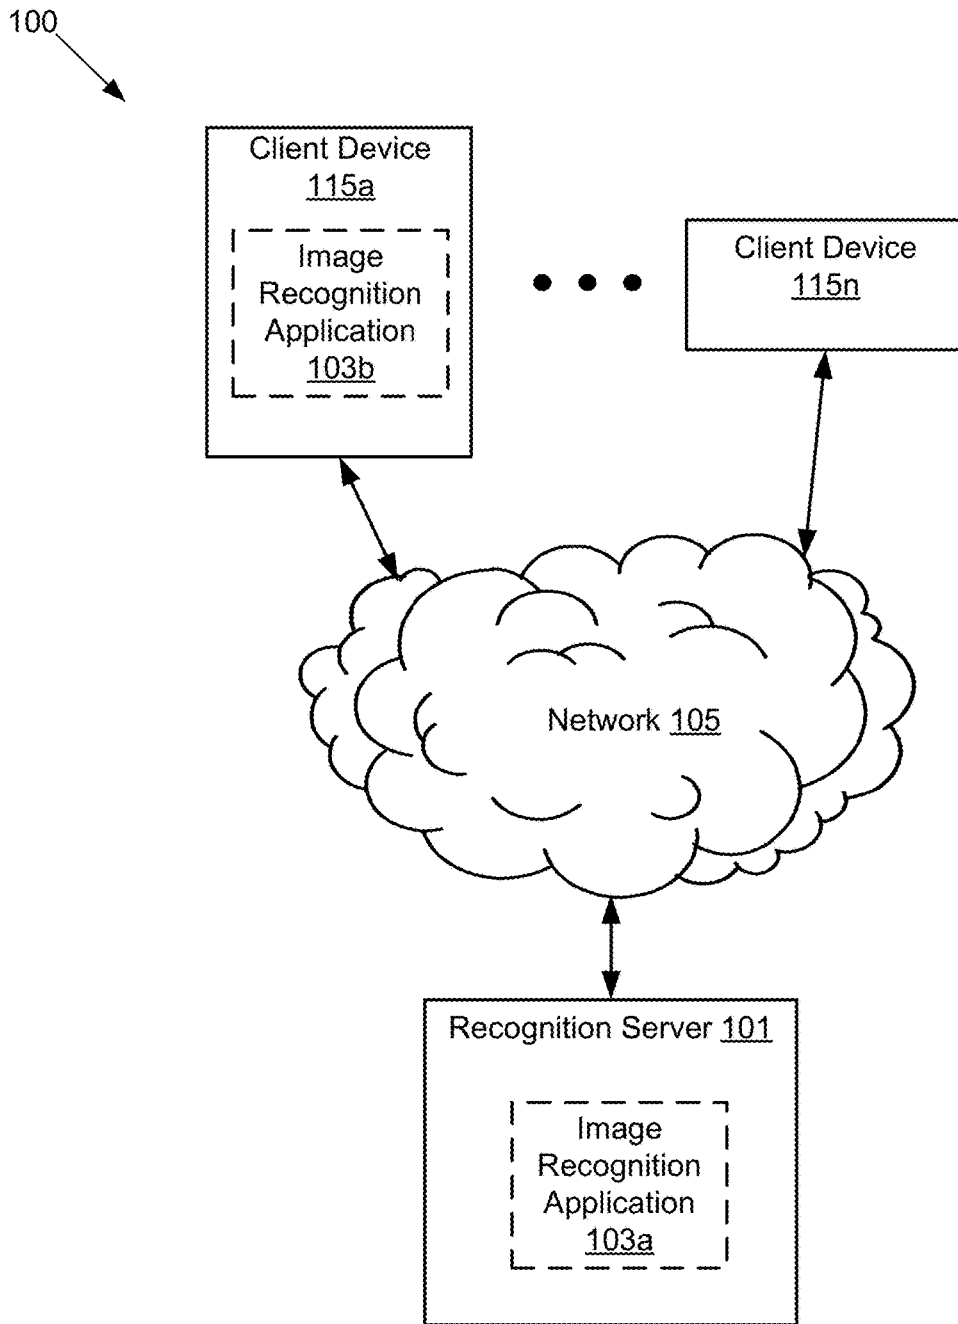 100
Client Device
115a
Image
Recognition
Application
103b
Client Device
115n
Network 105
Recognition Server 101
Image
Recognition
Application
103a